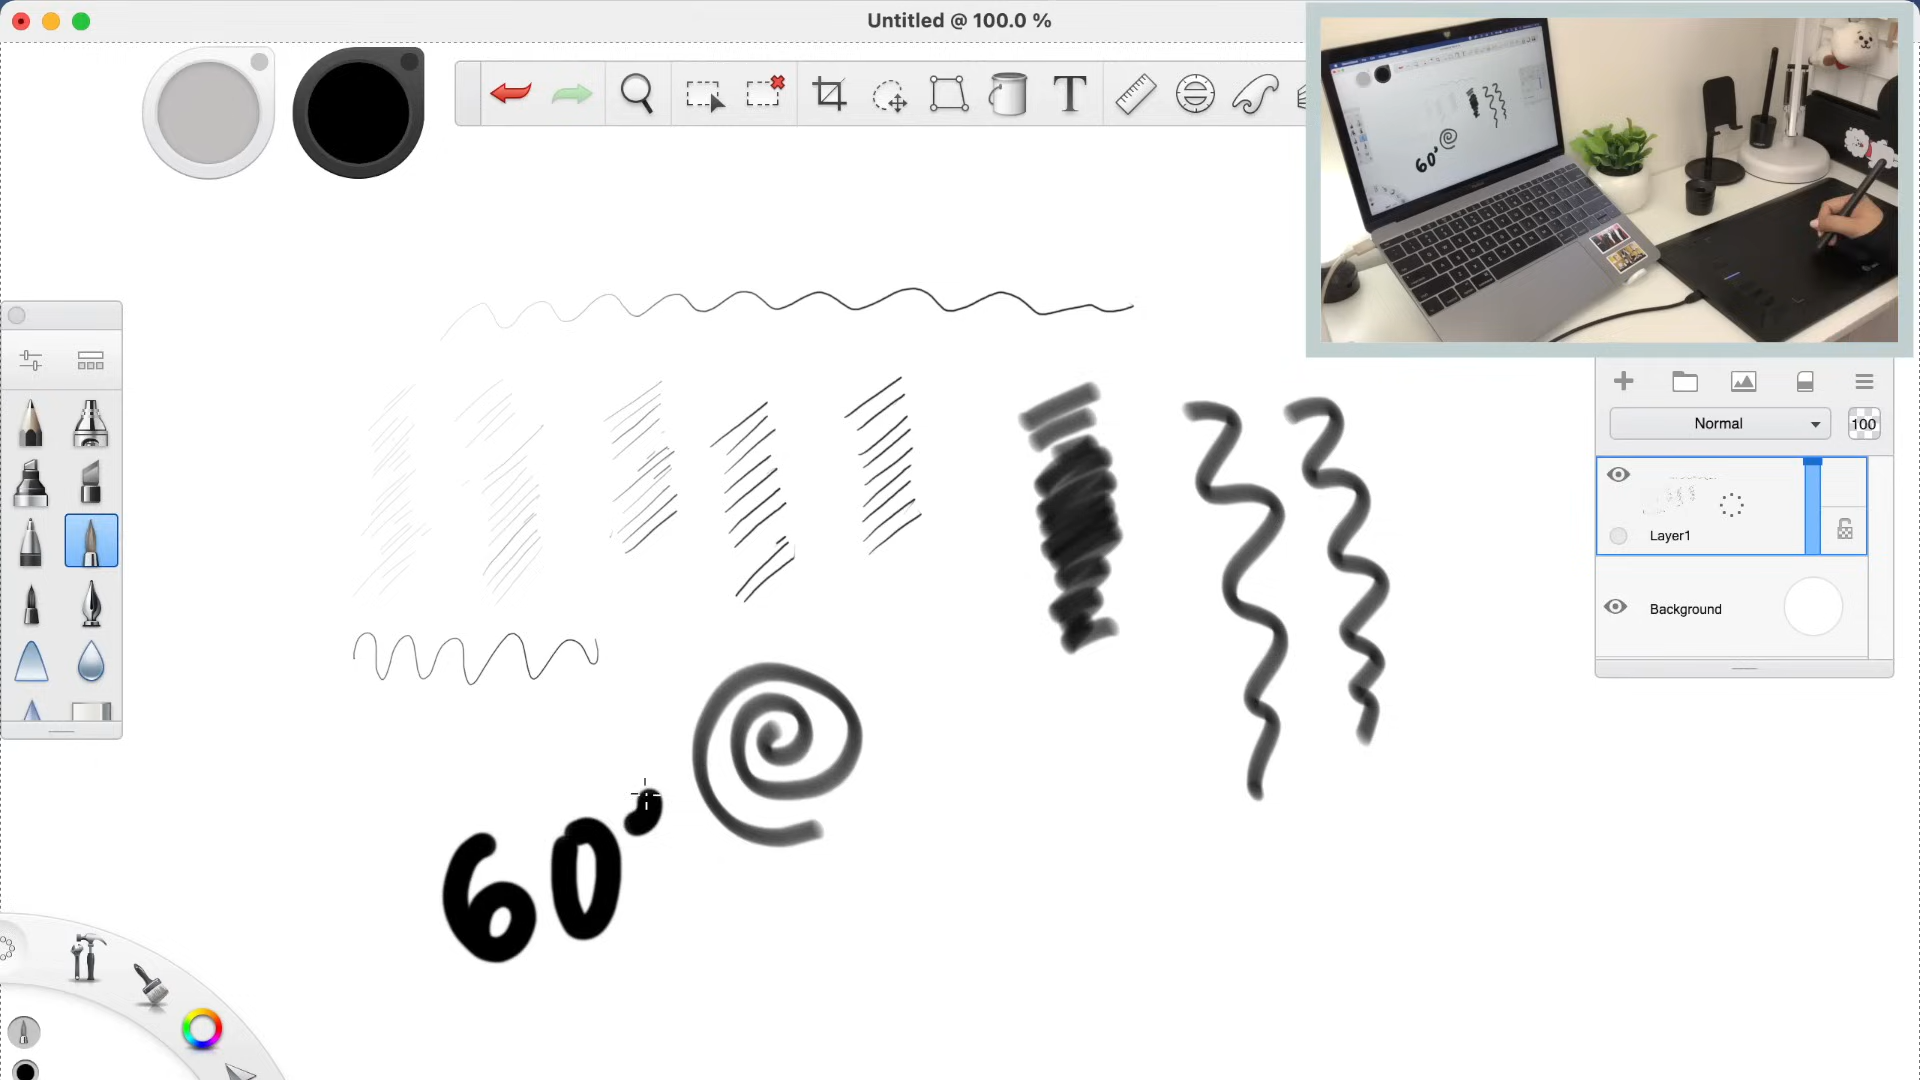 Untitled @ 100.0 %
T
Normal
100
Layer1
Background
60°